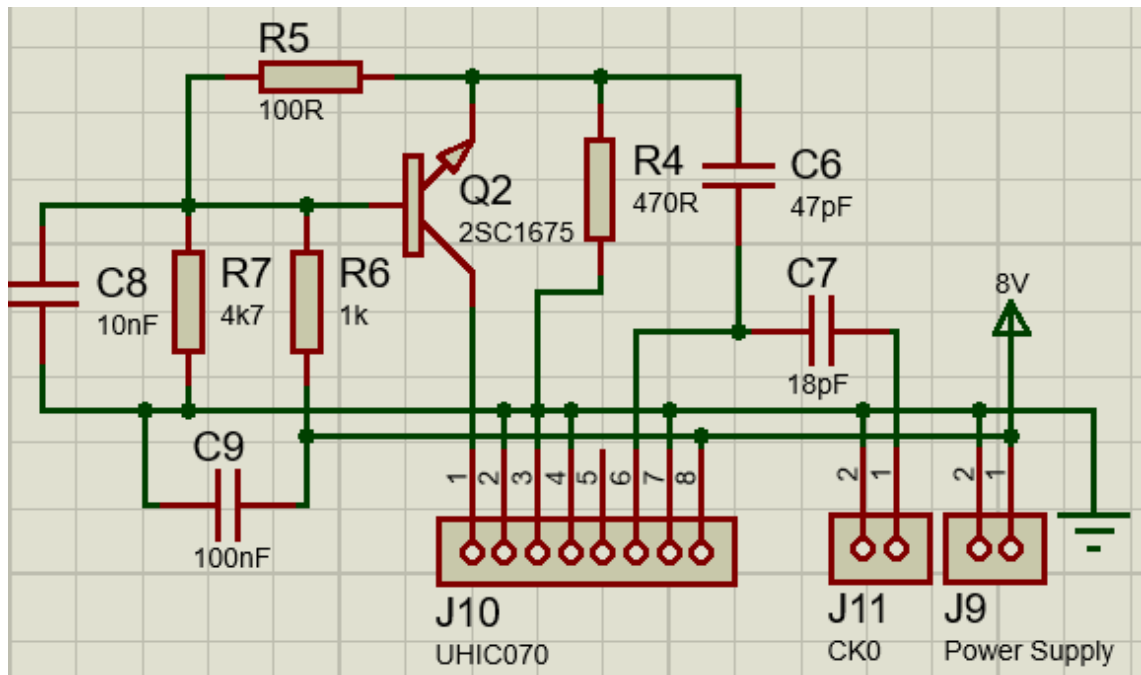 R5
100R
Q2
2SC1675
R4
470R
C6
47pF
C8
10nF
R7
4k7
R6
1k
C7
18pF
8V
C9
100nF
1
2
3
4
5
6
7
8
J10
UHIC070
2
1
J11
CK0
2
1
J9
Power Supply